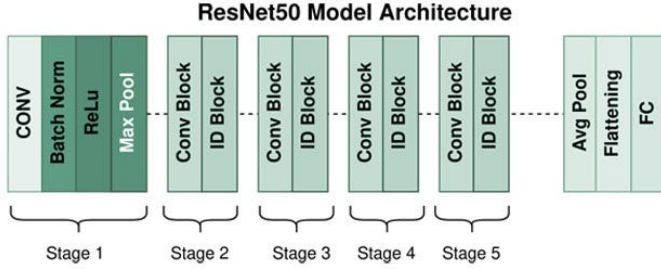 ResNet50 Model Architecture
CONV
Batch Norm
ReLu
Max Pool
Conv Block
ID Block
Conv Block
ID Block
Conv Block
ID Block
Conv Block
ID Block
Avg Pool
Flattening
FC
Stage 1
Stage 2
Stage 3
Stage 4
Stage 5